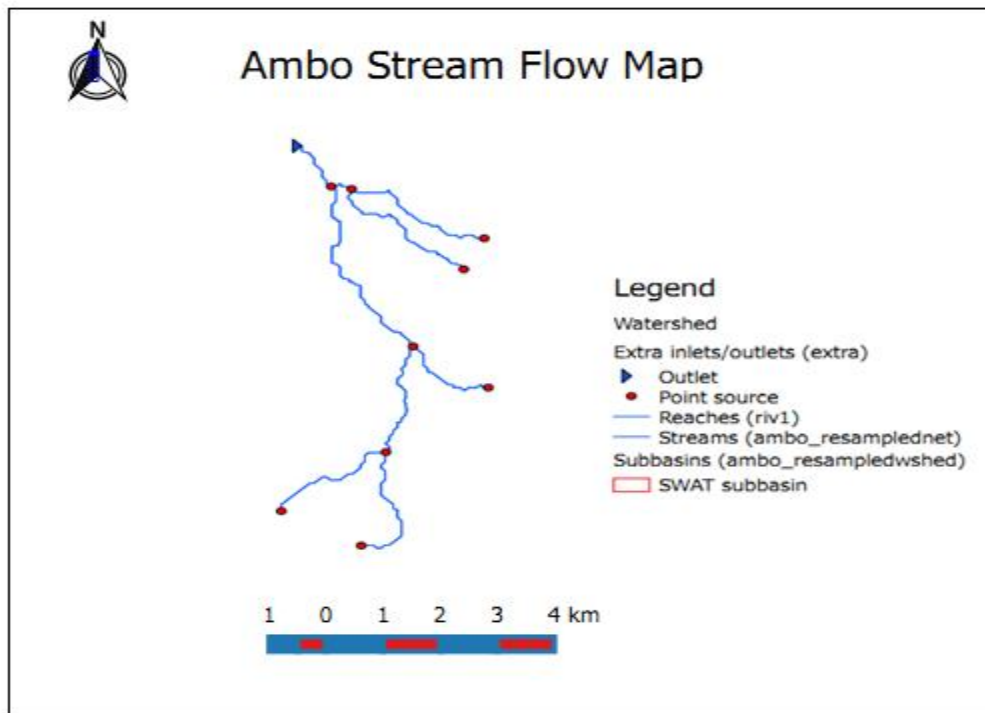 N
Ambo Stream Flow Map
Legend
Watershed
Extra inlets/outlets (extra)
Outlet
Point source
Reaches (riv1)
Streams (ambo_resamplednet)
Subbasins (ambo_resampledwshed)
SWAT subbasin
1 0 1 2 3 4 km